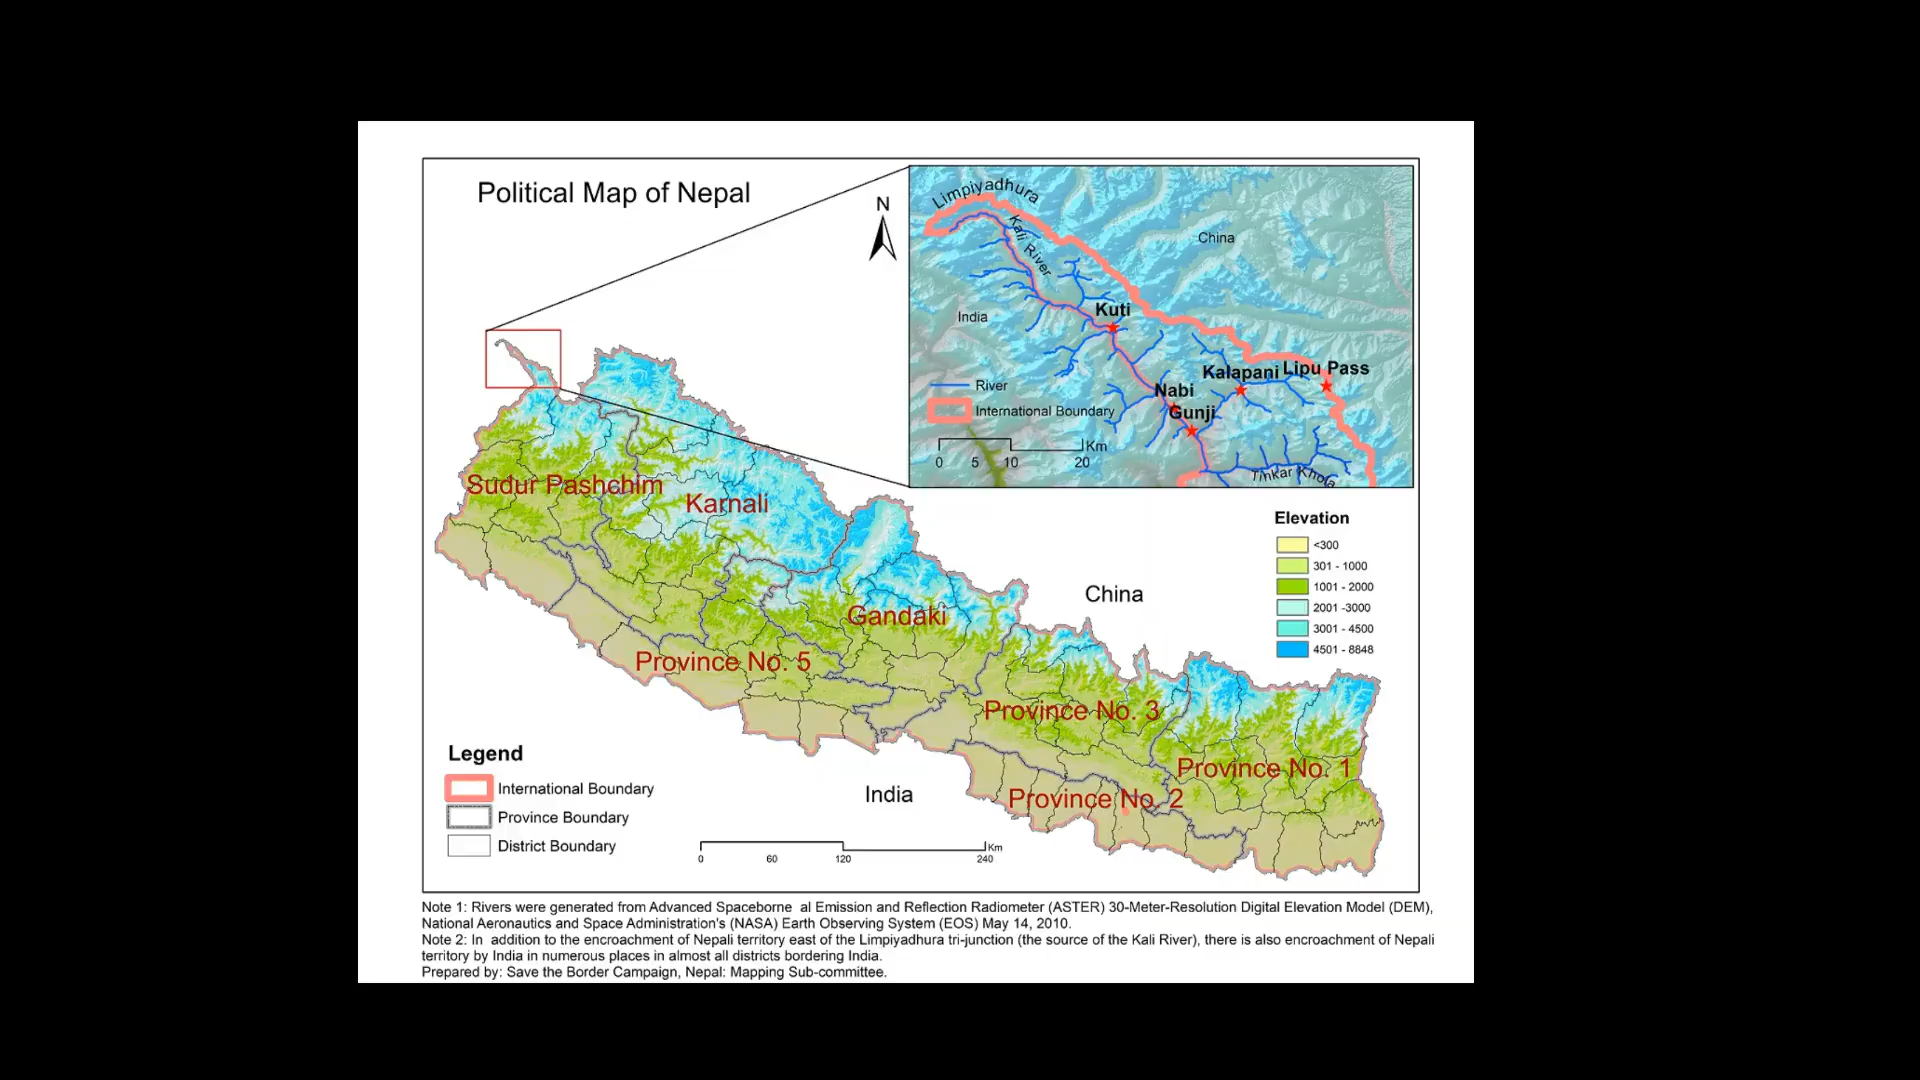 Political Map of Nepal
N
Limpiyadhura
Kali River
China
India
Kuti
Kalapani
Lipu Pass
Nabi
Gunji
River
International Boundary
Km
0 5 10 20
Tinkar Khola
Sudur Pashchim
Karnali
Gandaki
China
Province No. 5
Province No. 3
Province No. 1
Province No. 2
India
Elevation
<300
301 - 1000
1001 - 2000
2001 -3000
3001 - 4500
4501 - 8848
Legend
International Boundary
Province Boundary
District Boundary
Km
0 60 120 240
Note 1: Rivers were generated from Advanced Spaceborne al Emission and Reflection Radiometer (ASTER) 30-Meter-Resolution Digital Elevation Model (DEM),
National Aeronautics and Space Administration's (NASA) Earth Observing System (EOS) May 14, 2010.
Note 2: In addition to the encroachment of Nepali territory east of the Limpiyadhura tri-junction (the source of the Kali River), there is also encroachment of Nepali
territory by India in numerous places in almost all districts bordering India.
Prepared by: Save the Border Campaign, Nepal: Mapping Sub-committee.